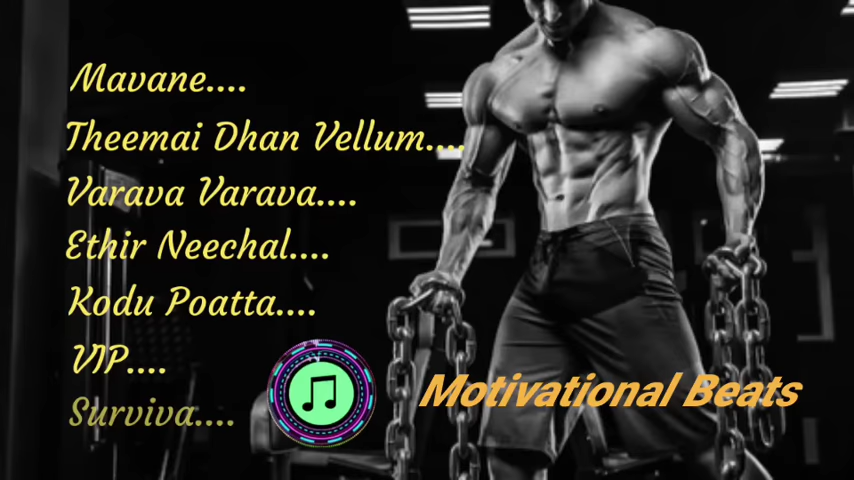 Mavane....
Theemai Dhan Vellum....
Varava Varava....
Ethir Neechal....
Kodu Poatta....
VIP....
Surviva....
Motivational Beats